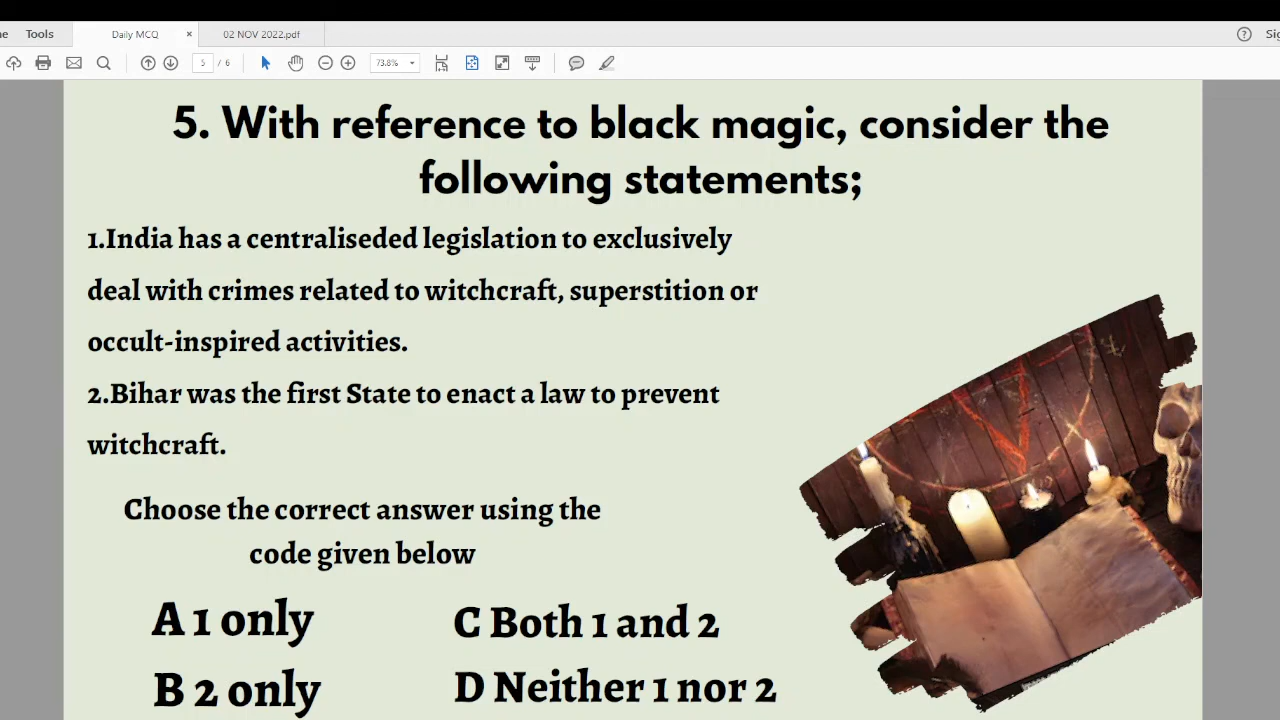 Tools
Daily MCQ
×
02 NOV 2022.pdf
5 / 6
73.8%
5. With reference to black magic, consider the
following statements;
1.India has a centraliseded legislation to exclusively
deal with crimes related to witchcraft, superstition or
occult-inspired activities.
2.Bihar was the first State to enact a law to prevent
witchcraft.
Choose the correct answer using the
code given below
A 1 only
C Both 1 and 2
B 2 only
D Neither 1 nor 2